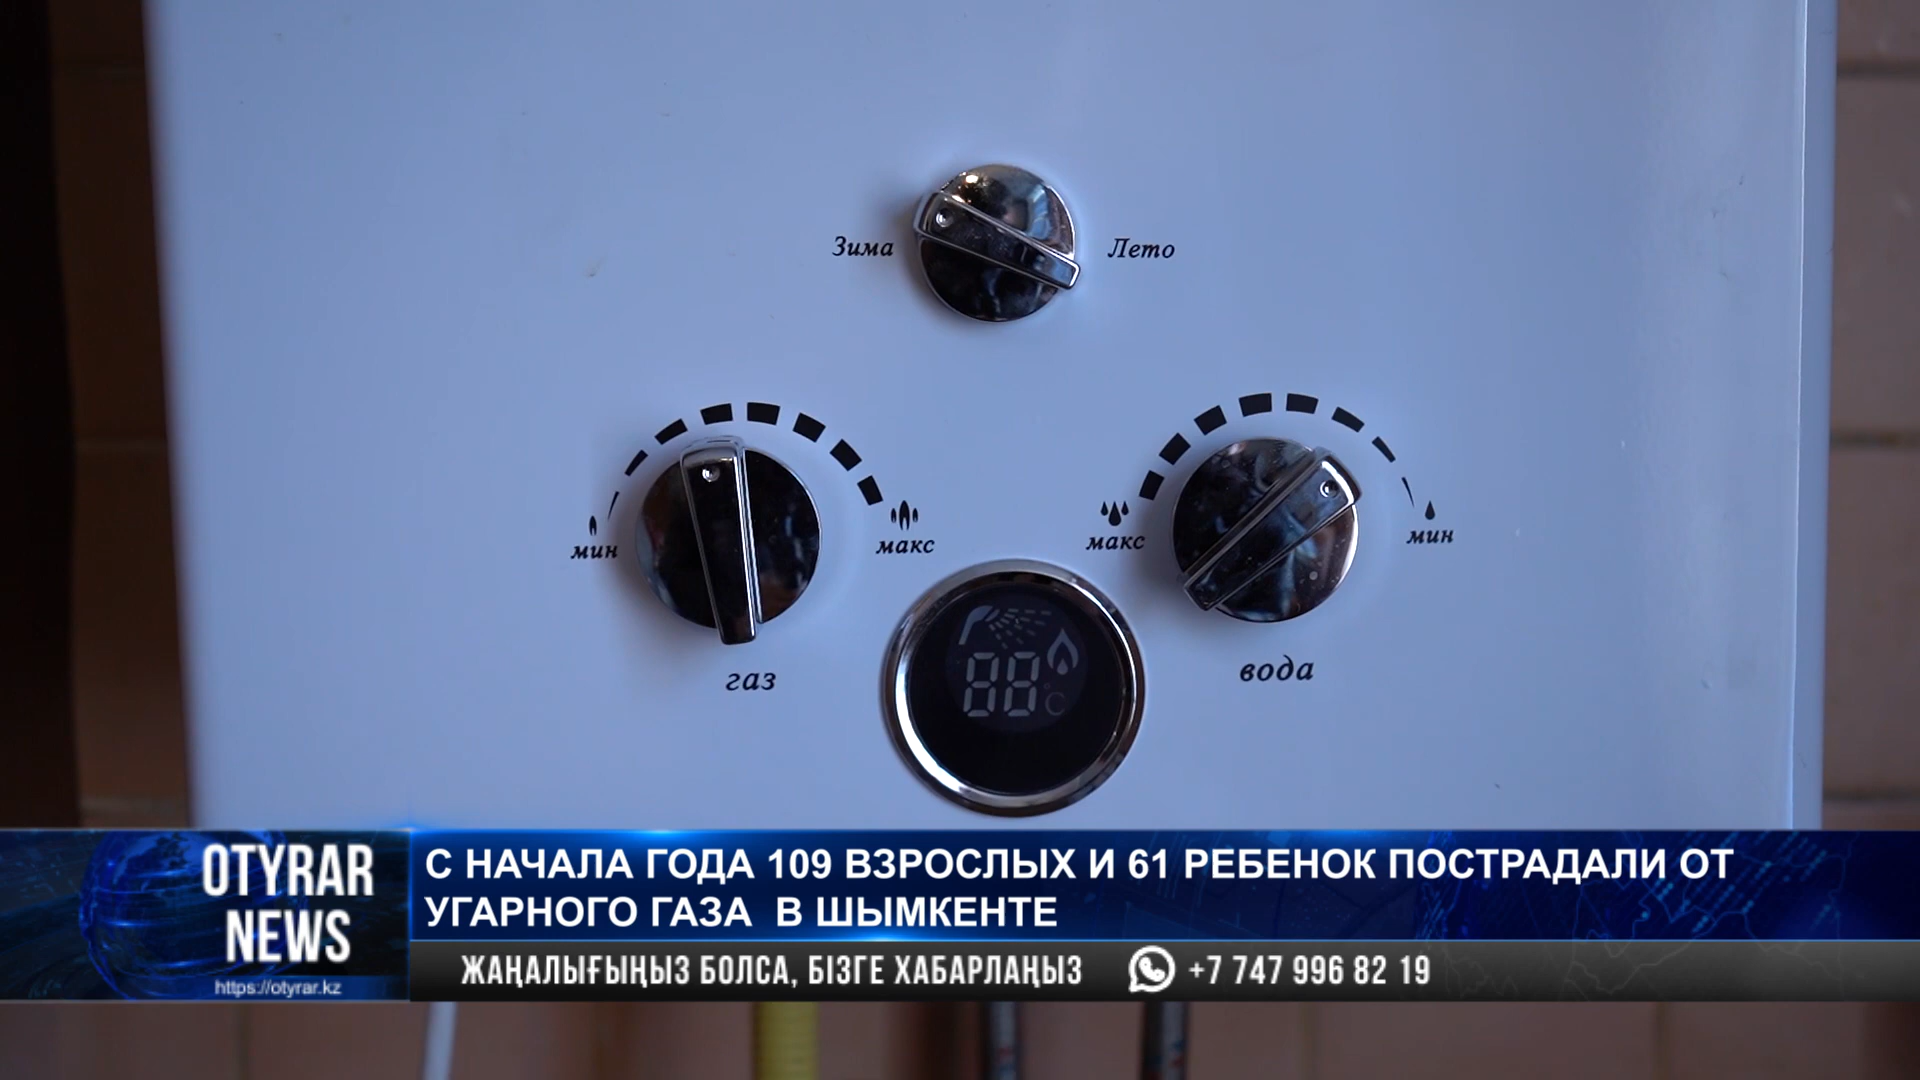 Зима
Лето
мин
макс
газ
макс
мин
вода
88°C
OTYRAR
NEWS
https://otyrar.kz
С НАЧАЛА ГОДА 109 ВЗРОСЛЫХ И 61 РЕБЕНОК ПОСТРАДАЛИ ОТ
УГАРНОГО ГАЗА В ШЫМКЕНТЕ
ЖАҢАЛЫҒЫҢЫЗ БОЛСА, БІЗГЕ ХАБАРЛАҢЫЗ +7 747 996 82 19